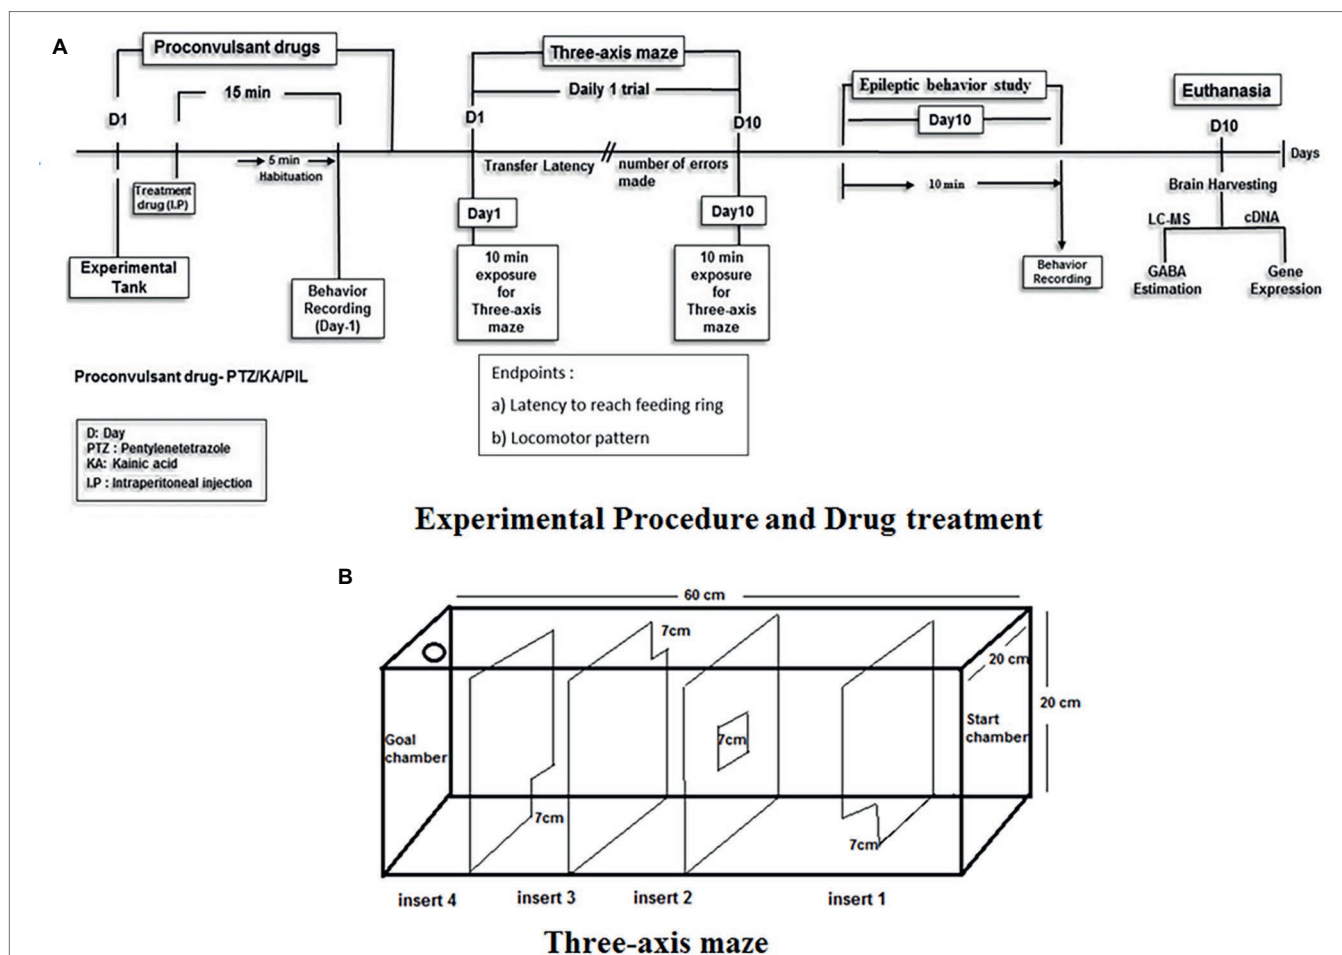 A
Proconvulsant drugs
Three-axis maze
15 min
Daily 1 trial
Epileptic behavior study
Euthanasia
D1
D1
D10
Day10
D10
5 min
Habituation
Transfer Latency
number of errors
made
Days
Treatment
drug (I.P)
10 min
Brain Harvesting
Day1
Day10
LC-MS
cDNA
Experimental
Tank
Behavior
Recording
(Day-1)
10 min
exposure
for
Three-axis
maze
10 min
exposure
for
Three-axis
maze
Behavior
Recording
GABA
Estimation
Gene
Expression
Proconvulsant drug- PTZ/KA/PIL
Endpoints :
a) Latency to reach feeding ring
b) Locomotor pattern
D: Day
PTZ : Pentylenetetrazole
KA: Kainic acid
I.P : Intraperitoneal injection
Experimental Procedure and Drug treatment
B
60 cm
7cm
20 cm
20 cm
Goal
chamber
7cm
Start
chamber
7cm
7cm
insert 4
insert 3
insert 2
insert 1
Three-axis maze